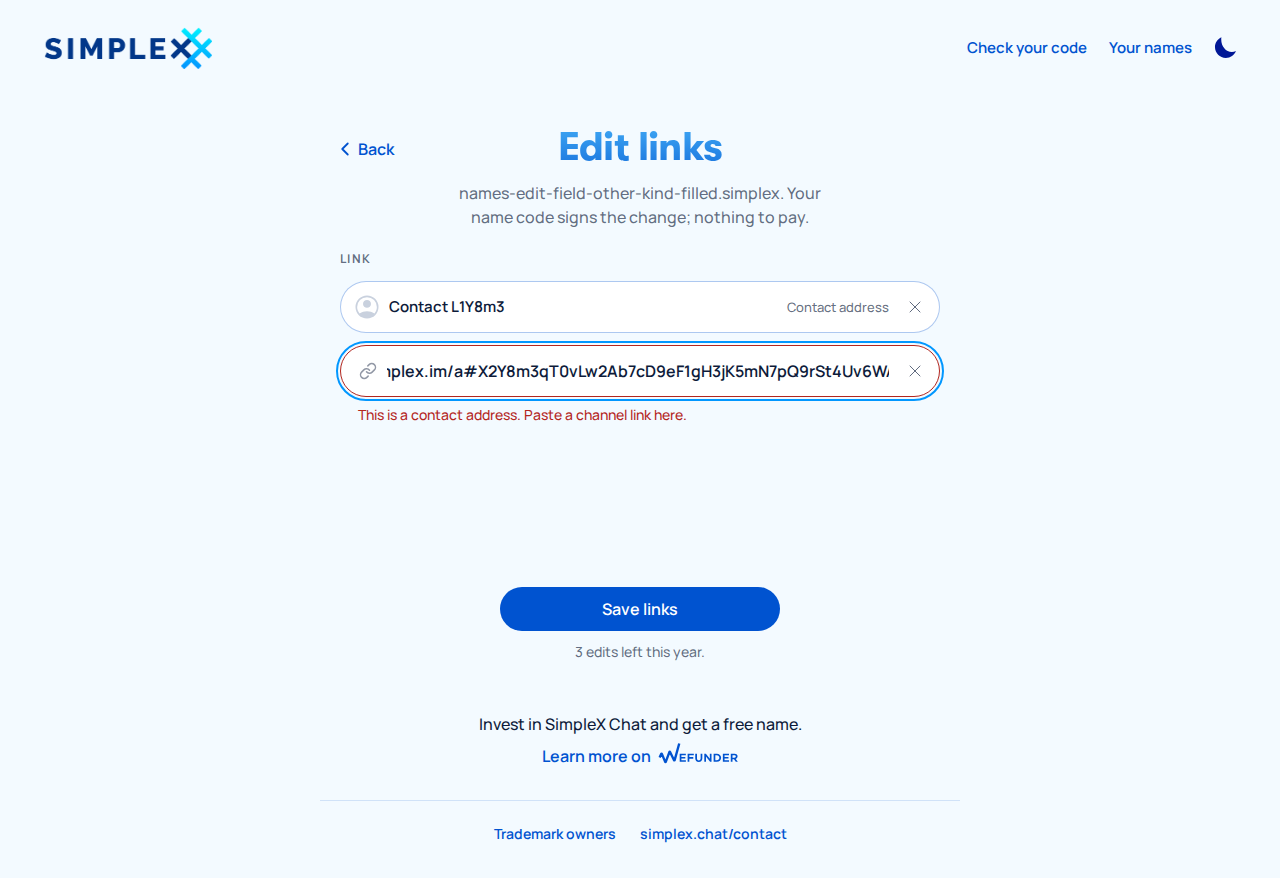 SIMPLEX
Check your code
Your names
Back
Edit links
names-edit-field-other-kind-filled.simplex. Your
name code signs the change; nothing to pay.
LINK
Contact L1Y8m3
Contact address
plex.im/a#X2Y8m3qT0vLw2Ab7cD9eF1gH3jK5mN7pQ9rSt4Uv6W
This is a contact address. Paste a channel link here.
Save links
3 edits left this year.
Invest in SimpleX Chat and get a free name.
Learn more on WEFUNDER
Trademark owners
simplex.chat/contact